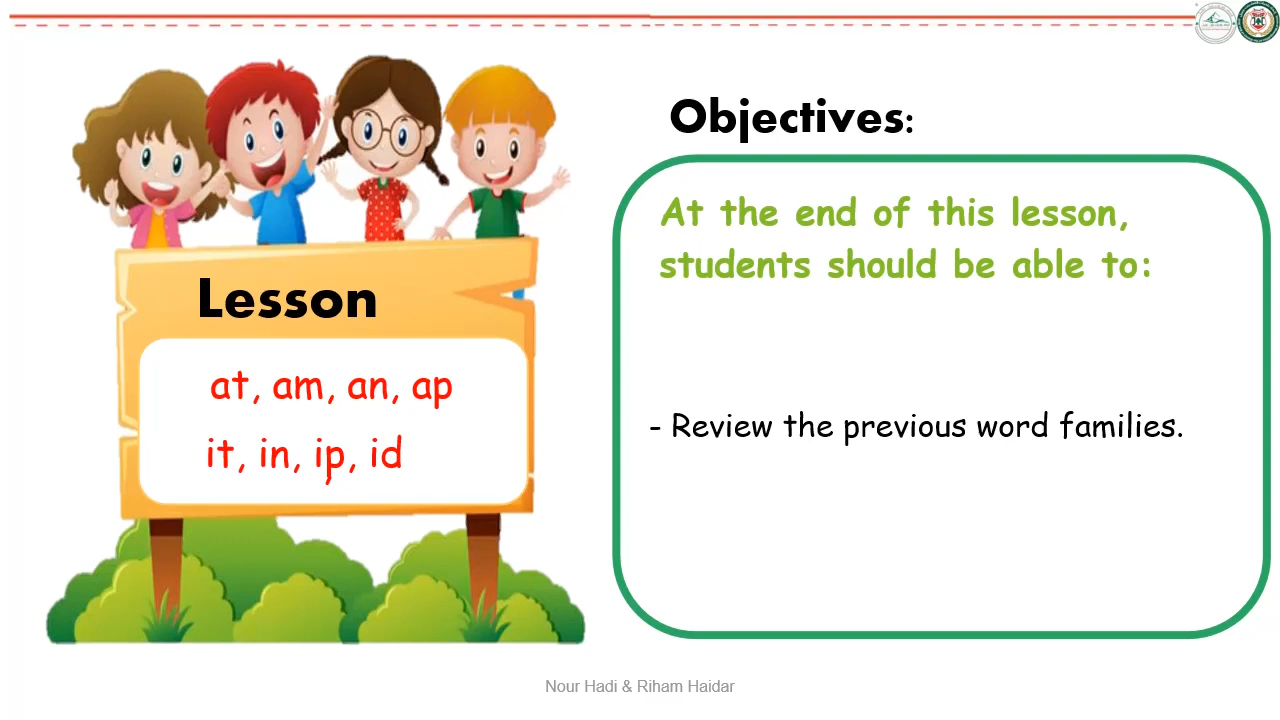 Lesson
at, am, an, ap
it, in, ip, id
Objectives:
At the end of this lesson,
students should be able to:
- Review the previous word families.
Nour Hadi & Riham Haidar